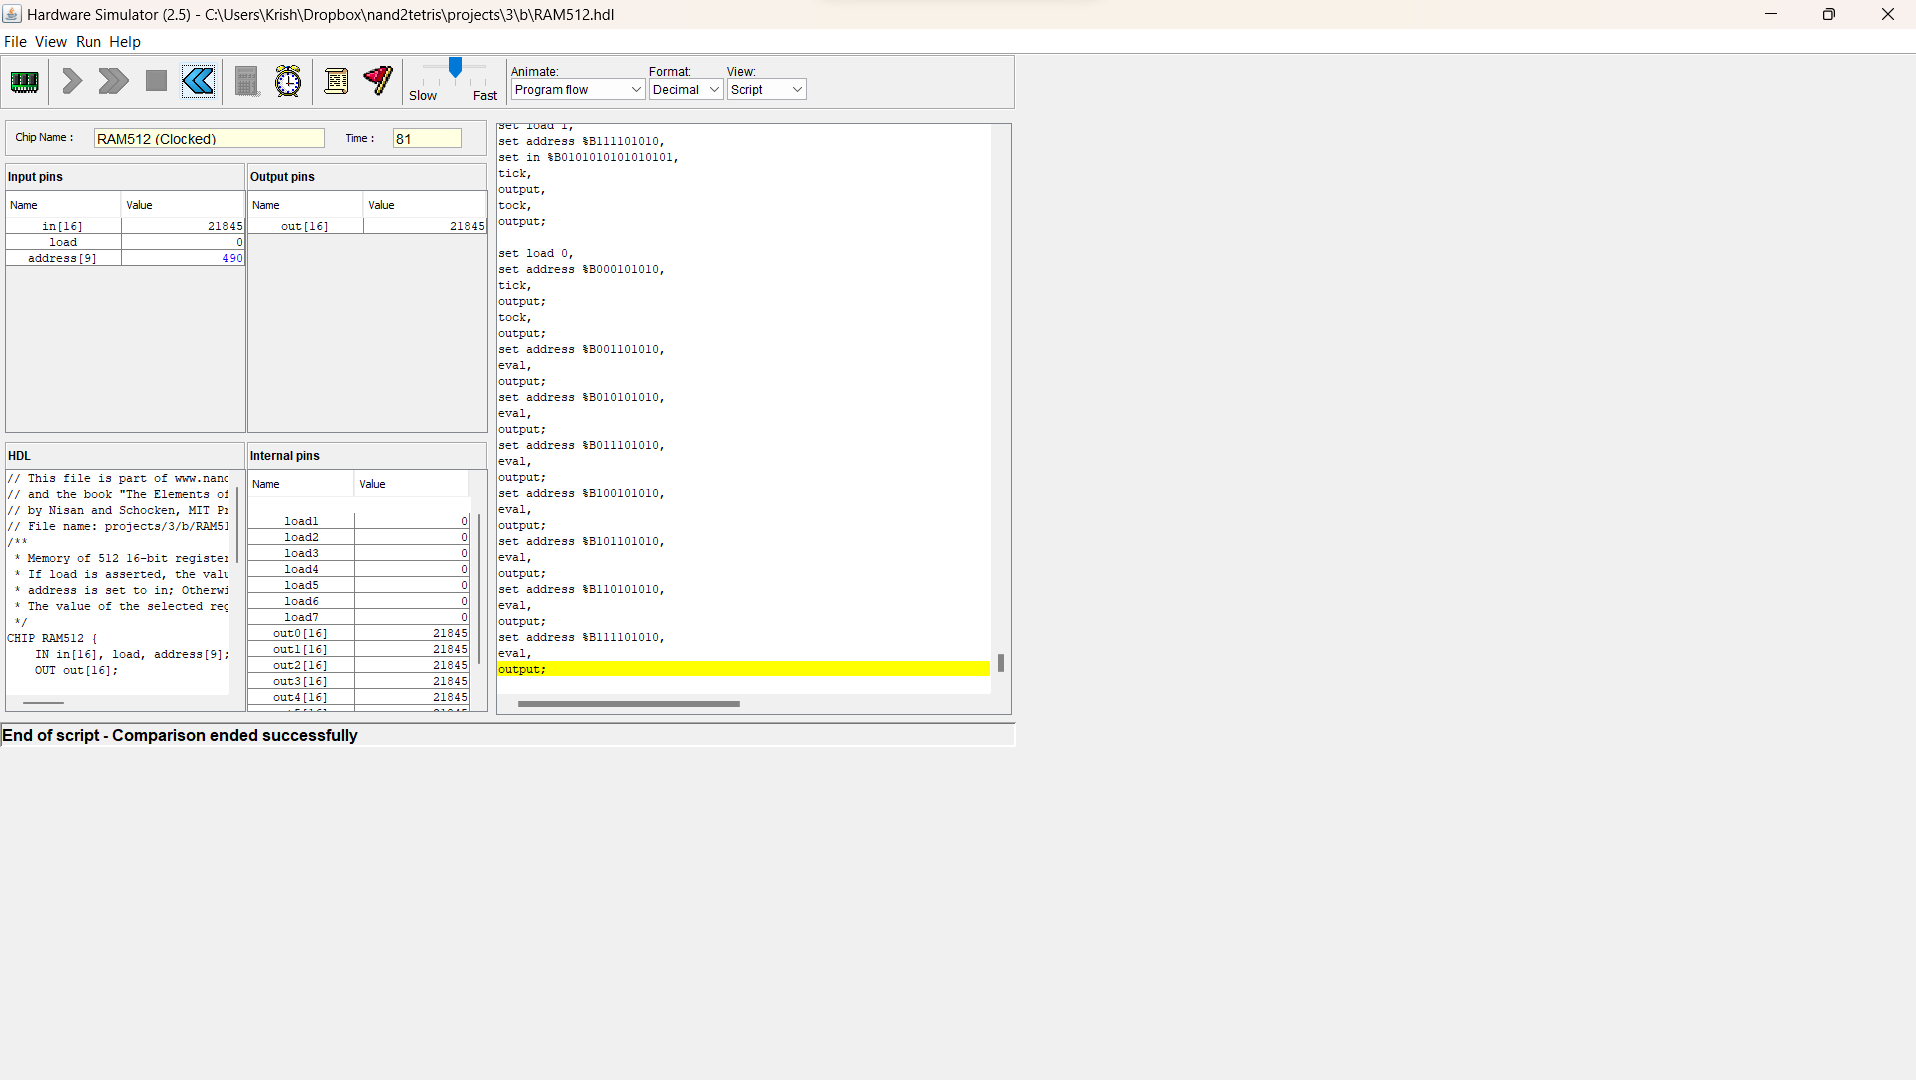 Hardware Simulator (2.5) - C:\Users\Krish\Dropbox\nand2tetris\projects\3\b\RAM512.hdl
File View Run Help
Slow Fast
Animate:
Program flow
Format:
Decimal
View:
Script
Chip Name :
RAM512 (Clocked)
Time :
81
Input pins
Name Value
in[16] 21845
load 0
address[9] 490
Output pins
Name Value
out[16] 21845
HDL
// This file is part of www.nand
// and the book "The Elements of
// by Nisan and Schocken, MIT Pr
// File name: projects/3/b/RAM51
/**
* Memory of 512 16-bit register
* If load is asserted, the valu
* address is set to in; Otherwi
* The value of the selected reg
*/
CHIP RAM512 {
IN in[16], load, address[9];
OUT out[16];
Internal pins
Name Value
load1 0
load2 0
load3 0
load4 0
load5 0
load6 0
load7 0
out0[16] 21845
out1[16] 21845
out2[16] 21845
out3[16] 21845
out4[16] 21845
set load 1,
set address %B111101010,
set in %B0101010101010101,
tick,
output,
tock,
output;
set load 0,
set address %B000101010,
tick,
output;
tock,
output;
set address %B001101010,
eval,
output;
set address %B010101010,
eval,
output;
set address %B011101010,
eval,
output;
set address %B100101010,
eval,
output;
set address %B101101010,
eval,
output;
set address %B110101010,
eval,
output;
set address %B111101010,
eval,
output;
End of script - Comparison ended successfully